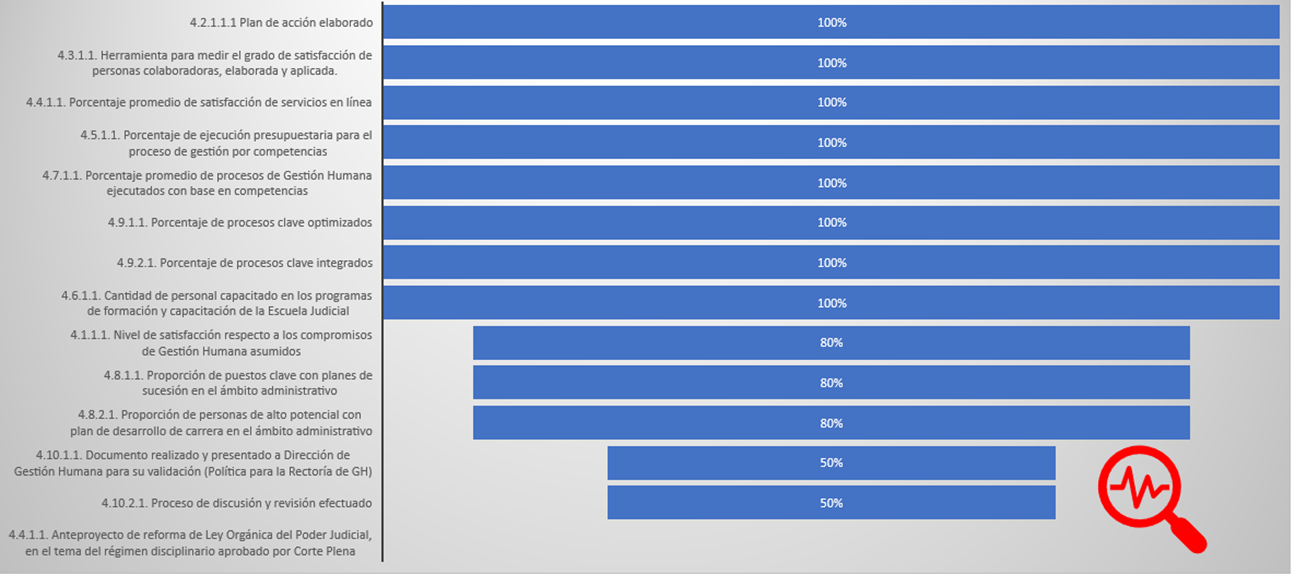 4.2.1.1.1 Plan de acción elaborado
100%
4.3.1.1. Herramienta para medir el grado de satisfacción de
personas colaboradoras, elaborada y aplicada.
100%
4.4.1.1. Porcentaje promedio de satisfacción de servicios en línea
100%
4.5.1.1. Porcentaje de ejecución presupuestaria para el
proceso de gestión por competencias
100%
4.7.1.1. Porcentaje promedio de procesos de Gestión Humana
ejecutados con base en competencias
100%
4.9.1.1. Porcentaje de procesos clave optimizados
100%
4.9.2.1. Porcentaje de procesos clave integrados
100%
4.6.1.1. Cantidad de personal capacitado en los programas
de formación y capacitación de la Escuela Judicial
100%
4.1.1.1. Nivel de satisfacción respecto a los compromisos
de Gestión Humana asumidos
80%
4.8.1.1. Proporción de puestos clave con planes de
sucesión en el ámbito administrativo
80%
4.8.2.1. Proporción de personas de alto potencial con
plan de desarrollo de carrera en el ámbito administrativo
80%
4.10.1.1. Documento realizado y presentado a Dirección de
Gestión Humana para su validación (Política para la Rectoría de GH)
50%
4.10.2.1. Proceso de discusión y revisión efectuado
50%
4.4.1.1. Anteproyecto de reforma de Ley Orgánica del Poder Judicial,
en el tema del régimen disciplinario aprobado por Corte Plena